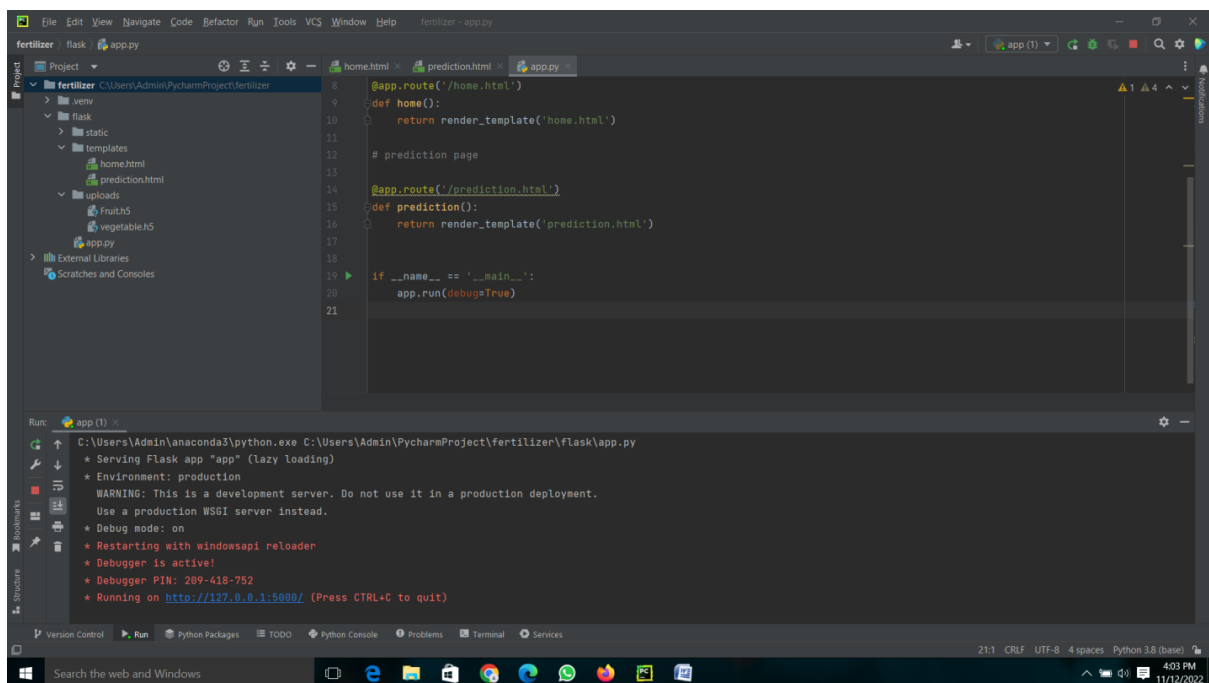 File Edit View Navigate Code Refactor Run Tools VCS Window Help fertilizer - app.py
fertilizer flask app.py app (1)
Project home.html prediction.html app.py
Project
Notifications
fertilizer C:\Users\Admin\PycharmProject\fertilizer
.venv
flask
static
templates
home.html
prediction.html
uploads
Fruit.h5
vegetable.h5
app.py
External Libraries
Scratches and Consoles
1 4
8 @app.route('/home.html')
9 def home():
10 return render_template('home.html')
11
12 # prediction page
13
14 @app.route('/prediction.html')
15 def prediction():
16 return render_template('prediction.html')
17
18
19 if __name__ == '__main__':
20 app.run(debug=True)
21
Run: app (1)
C:\Users\Admin\anaconda3\python.exe C:\Users\Admin\PycharmProject\fertilizer\flask\app.py
* Serving Flask app "app" (lazy loading)
* Environment: production
WARNING: This is a development server. Do not use it in a production deployment.
Use a production WSGI server instead.
* Debug mode: on
* Restarting with windowsapi reloader
* Debugger is active!
* Debugger PIN: 209-418-752
* Running on http://127.0.0.1:5000/ (Press CTRL+C to quit)
Bookmarks
Structure
Version Control Run Python Packages TODO Python Console Problems Terminal Services
21:1 CRLF UTF-8 4 spaces Python 3.8 (base)
Search the web and Windows
PC
4:03 PM
11/12/2022